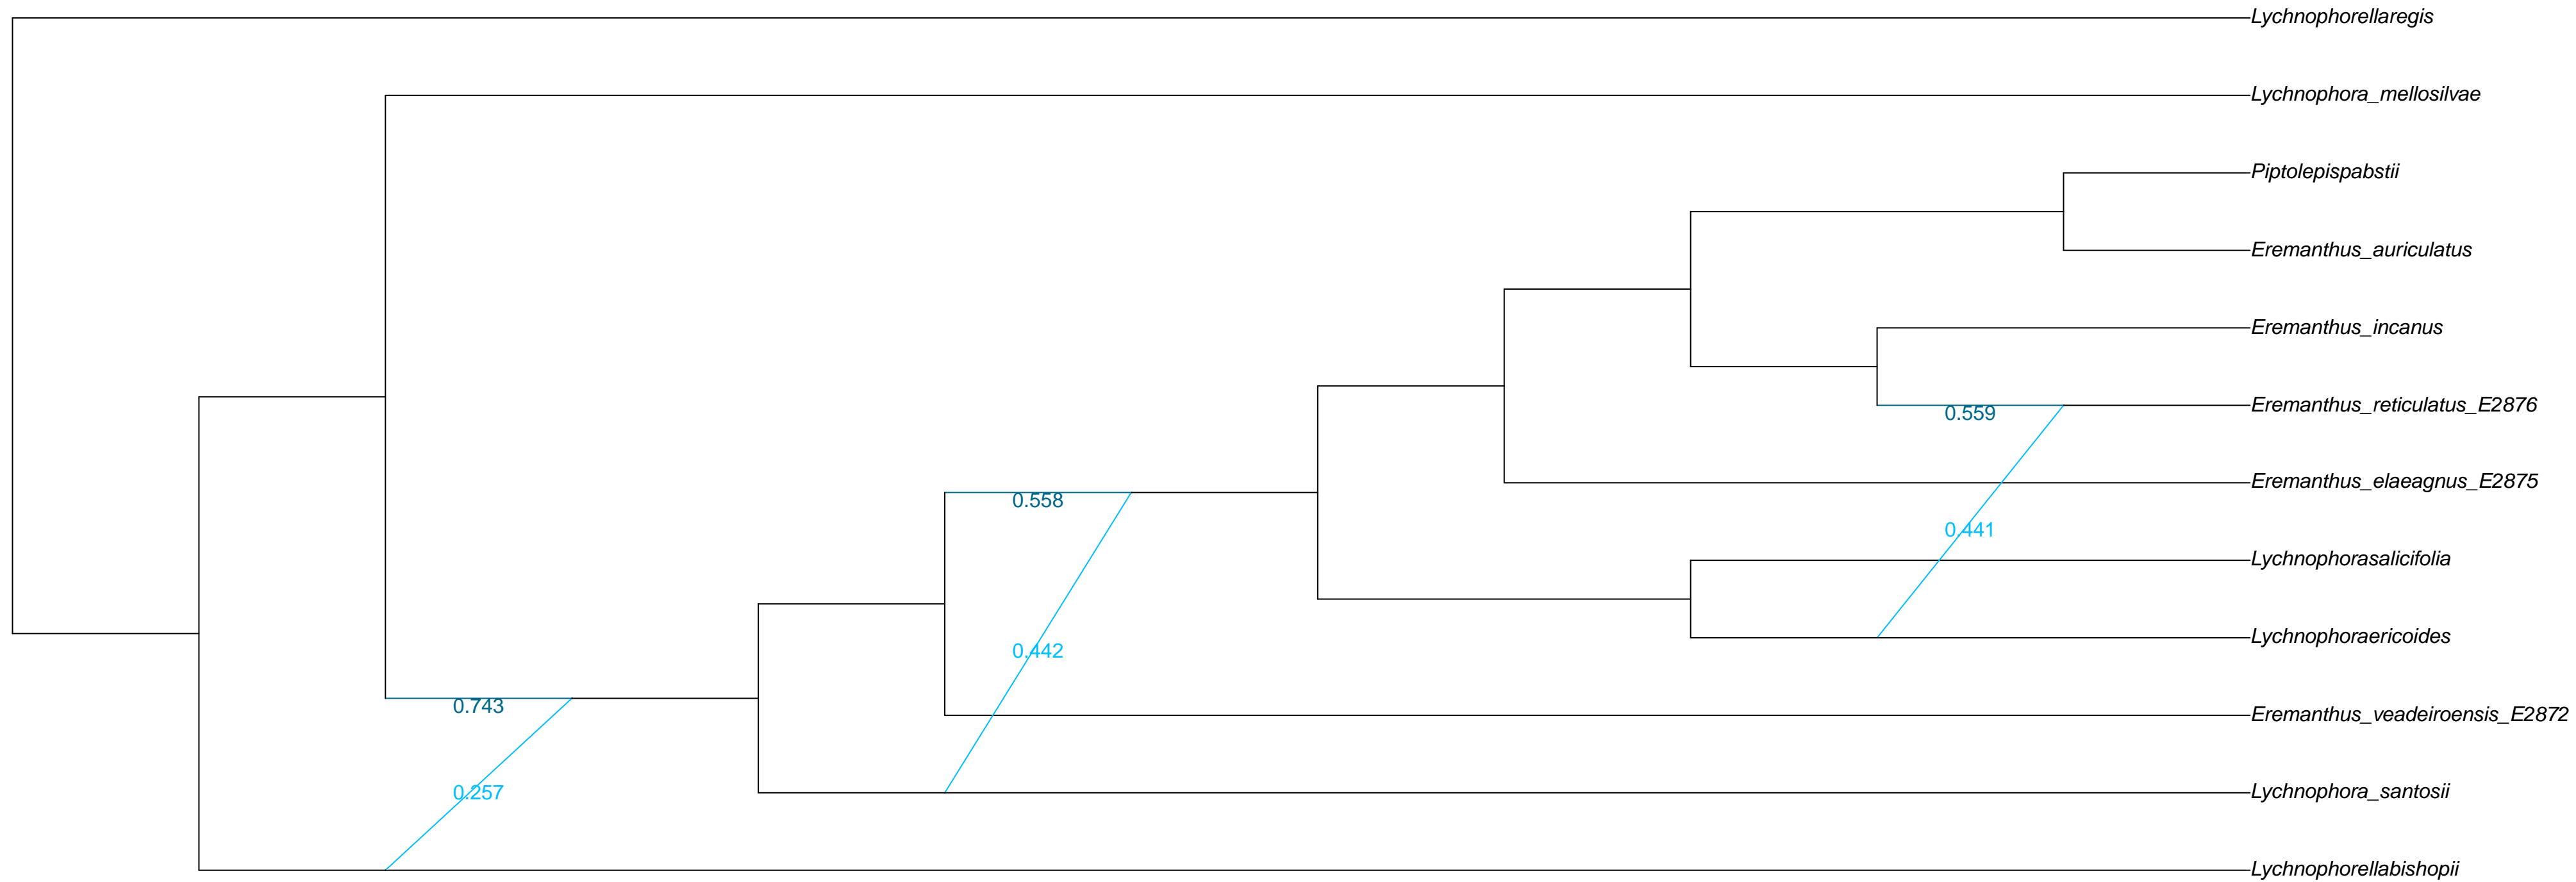 Lychnophorellaregis
Lychnophora_mellosilvae
Piptolepispabstii
Eremanthus_auriculatus
Eremanthus_incanus
Eremanthus_reticulatus_E2876
0.559
Eremanthus_elaeagnus_E2875
0.558
0.441
Lychnophorasalicifolia
Lychnophoraericoides
0.442
0.743
Eremanthus_veadeiroensis_E2872
0.257
Lychnophora_santosii
Lychnophorellabishopii